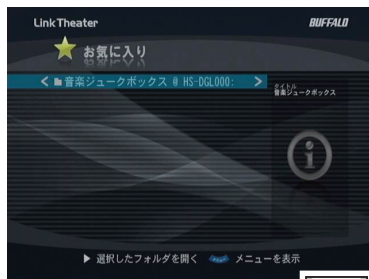 LinkTheater
BUFFALO
お気に入り
音楽ジュークボックス @ HS-DGL000:
タイトル
音楽ジュークボックス
▶ 選択したフォルダを開く メニューを表示